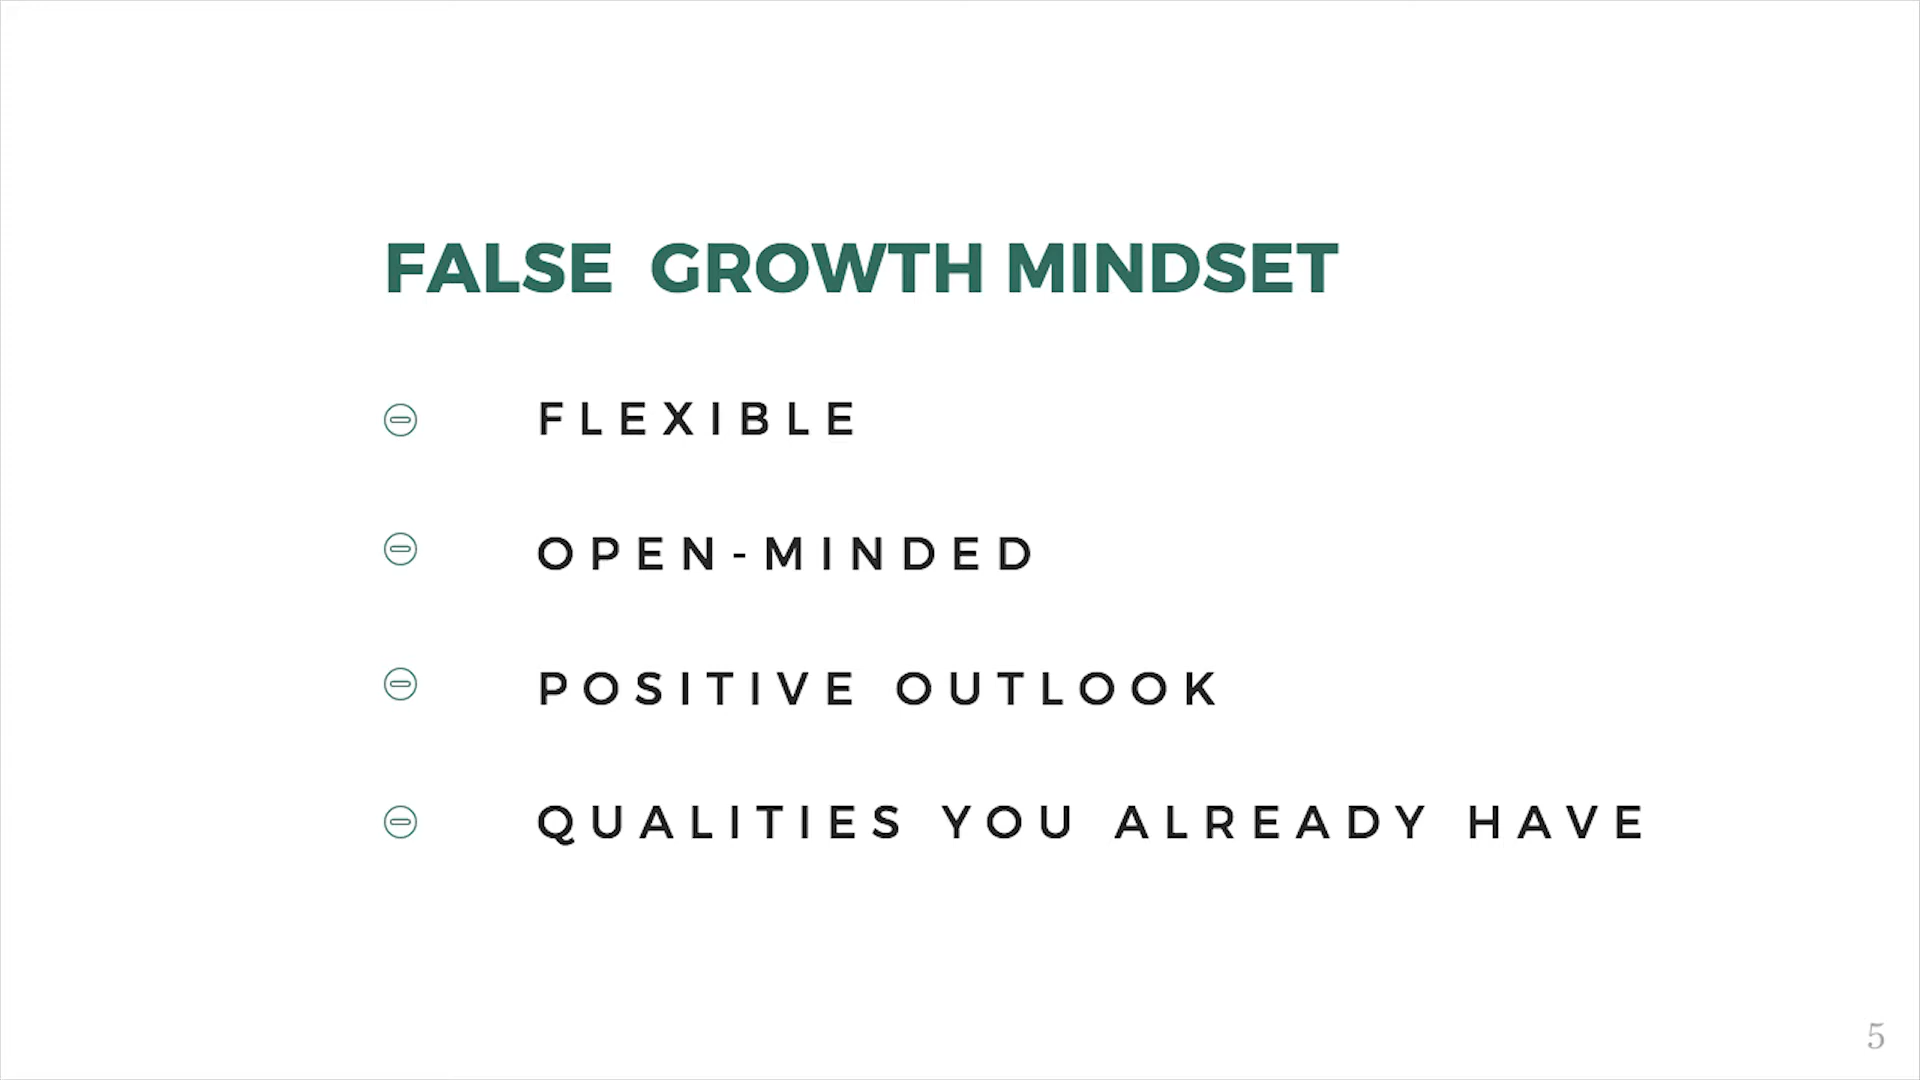 FALSE GROWTH MINDSET
FLEXIBLE
OPEN-MINDED
POSITIVE OUTLOOK
QUALITIES YOU ALREADY HAVE
5